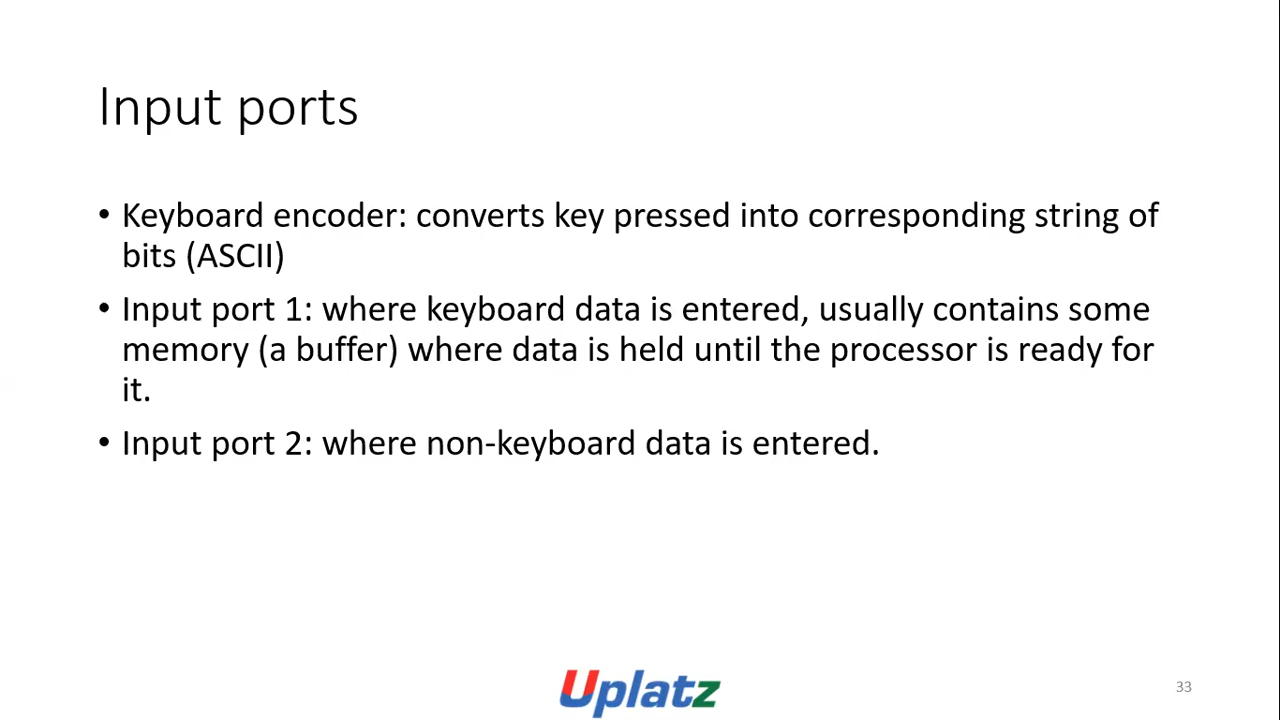 Input ports
• Keyboard encoder: converts key pressed into corresponding string of
bits (ASCII)
• Input port 1: where keyboard data is entered, usually contains some
memory (a buffer) where data is held until the processor is ready for
it.
• Input port 2: where non-keyboard data is entered.
Uplatz
33